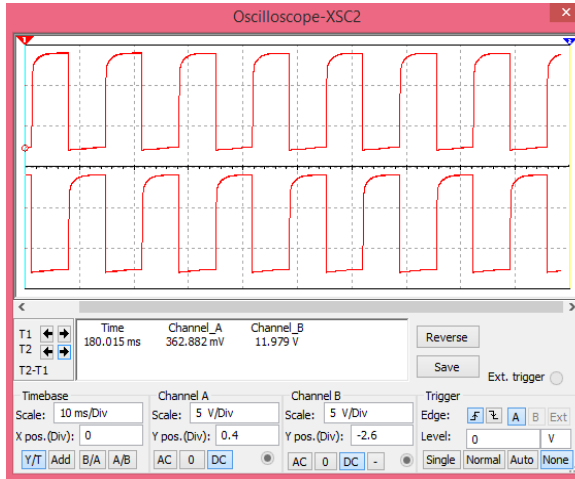 Oscilloscope-XSC2
1
2
T1
T2
T2-T1
Time Channel_A Channel_B
180.015 ms 362.882 mV 11.979 V
Reverse
Save
Ext. trigger
Timebase
Scale: 10 ms/Div
X pos.(Div): 0
Y/T Add B/A A/B
Channel A
Scale: 5 V/Div
Y pos.(Div): 0.4
AC 0 DC
Channel B
Scale: 5 V/Div
Y pos.(Div): -2.6
AC 0 DC -
Trigger
Edge: A B Ext
Level: 0 V
Single Normal Auto None